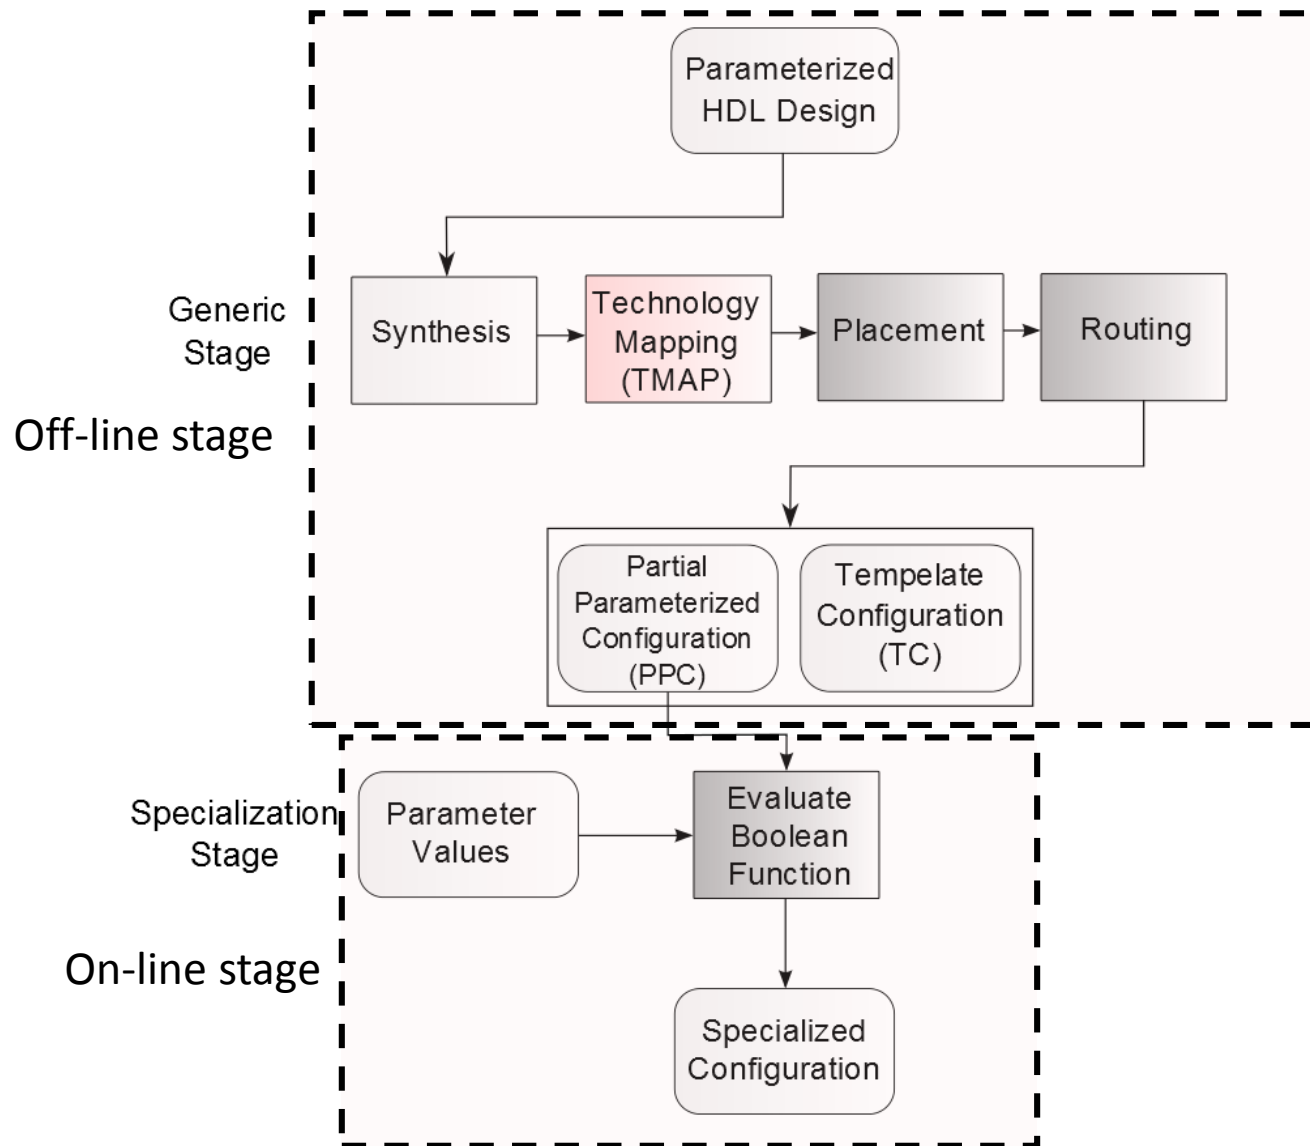 Parameterized
HDL Design
Generic
Stage
Off-line stage
Synthesis
Technology
Mapping
(TMAP)
Placement
Routing
Partial
Parameterized
Configuration
(PPC)
Tempelate
Configuration
(TC)
Specialization
Stage
On-line stage
Parameter
Values
Evaluate
Boolean
Function
Specialized
Configuration